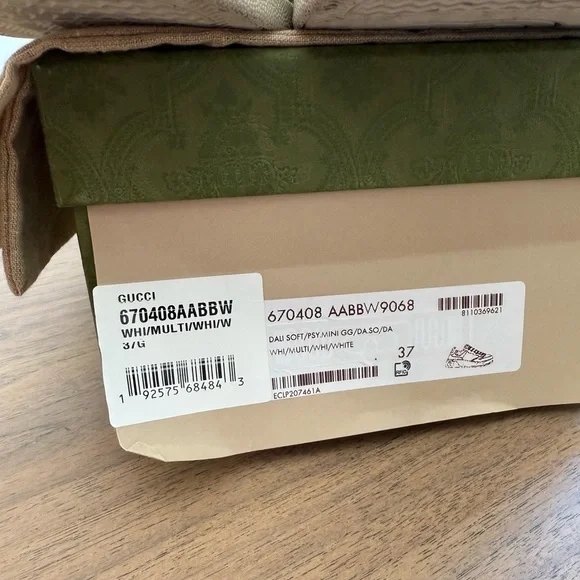 GUCCI
670408AABBW
WHI/MULTI/WHI/W
37G
1 92575 68484 3
670408 AABBW9068
DALI SOFT/PSY.MINI GG/DA.SO/DA
WHI/MULTI/WHI/WHITE
37
RFID
ECLP207461A
8110369621